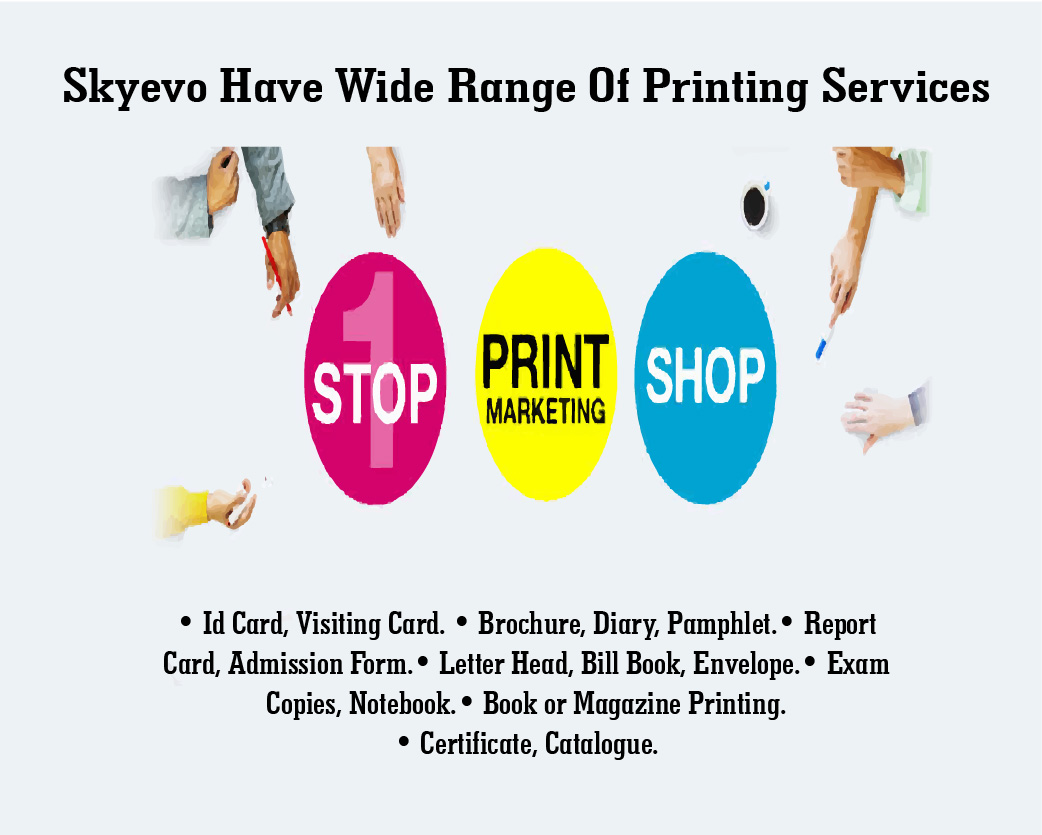 Skyevo Have Wide Range Of Printing Services
1
STOP
PRINT
MARKETING
SHOP
• Id Card, Visiting Card. • Brochure, Diary, Pamphlet.• Report
Card, Admission Form.• Letter Head, Bill Book, Envelope.• Exam
Copies, Notebook.• Book or Magazine Printing.
• Certificate, Catalogue.